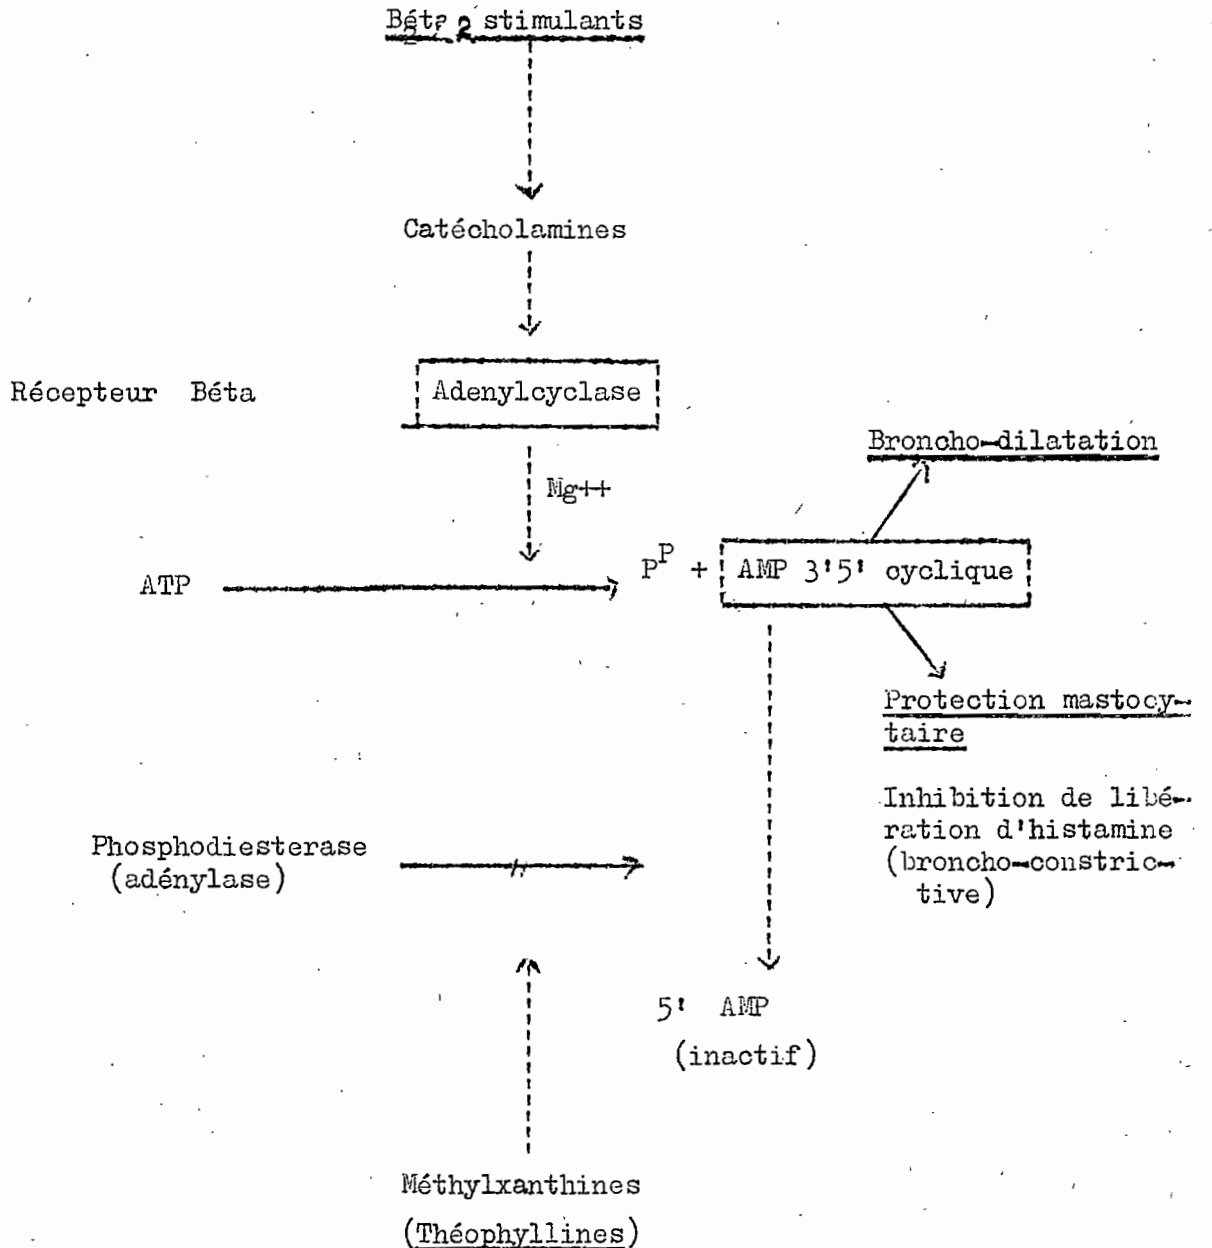 Béta 2 stimulants
Catécholamines
Récepteur Béta
Adenylcyclase
Broncho-dilatation
Mg++
ATP
PP + AMP 3'5' cyclique
Protection mastocy-
taire
Inhibition de libé-
ration d'histamine
(broncho-constric-
tive)
Phosphodiesterase
(adénylase)
5' AMP
(inactif)
Méthylxanthines
(Théophyllines)